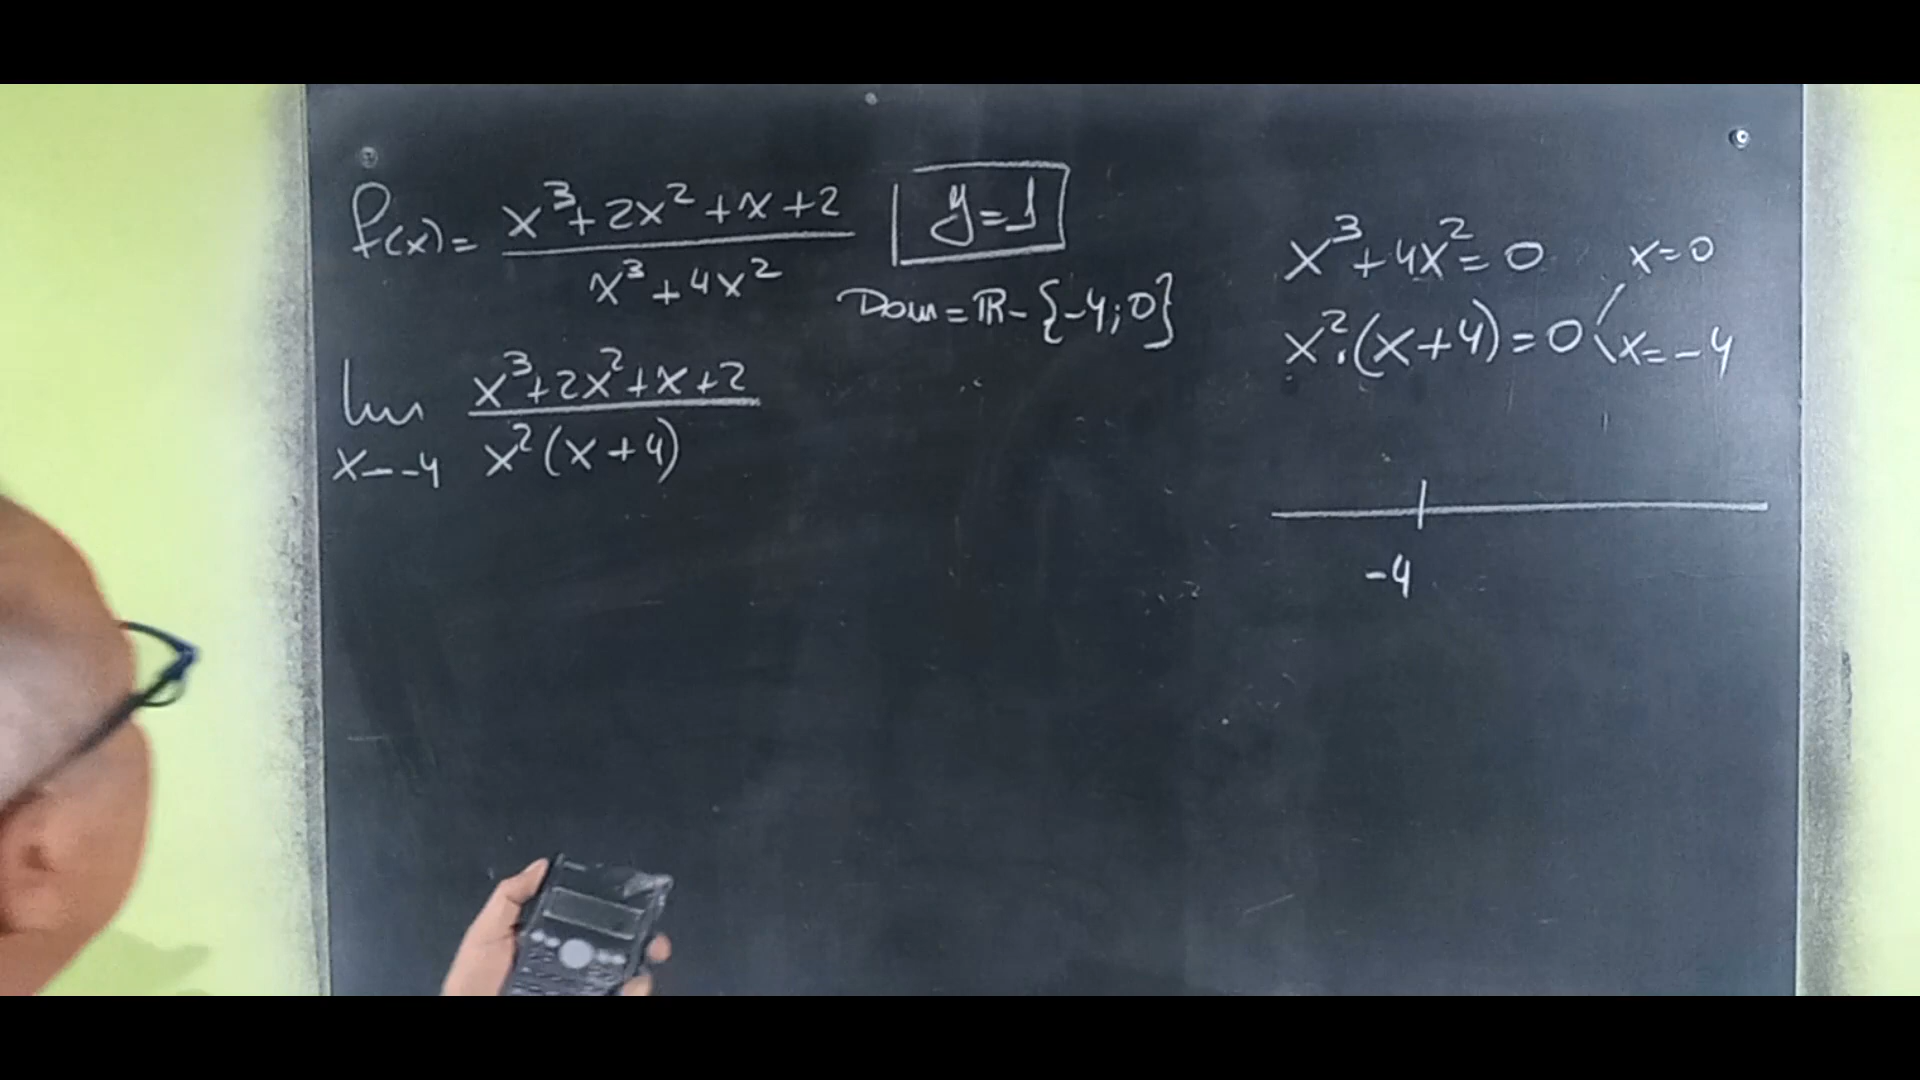 f(x) = (x³+2x²+x+2)/(x³+4x²) y=1
Dom = ℝ-{-4;0}
lim x→-4 (x³+2x²+x+2)/(x²(x+4))
x³+4x²=0 x=0
x²·(x+4)=0 x=-4
-4